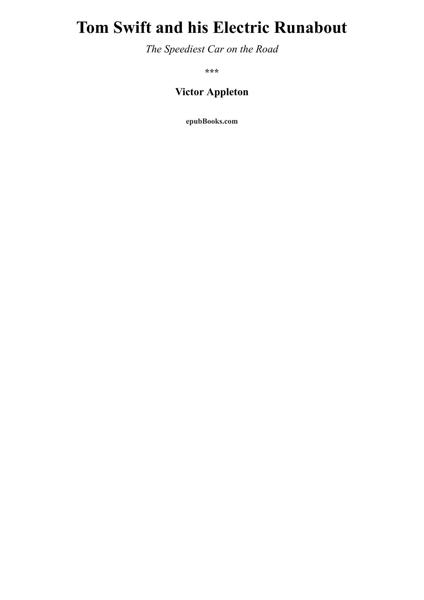 Tom Swift and his Electric Runabout
The Speediest Car on the Road
***
Victor Appleton
epubBooks.com